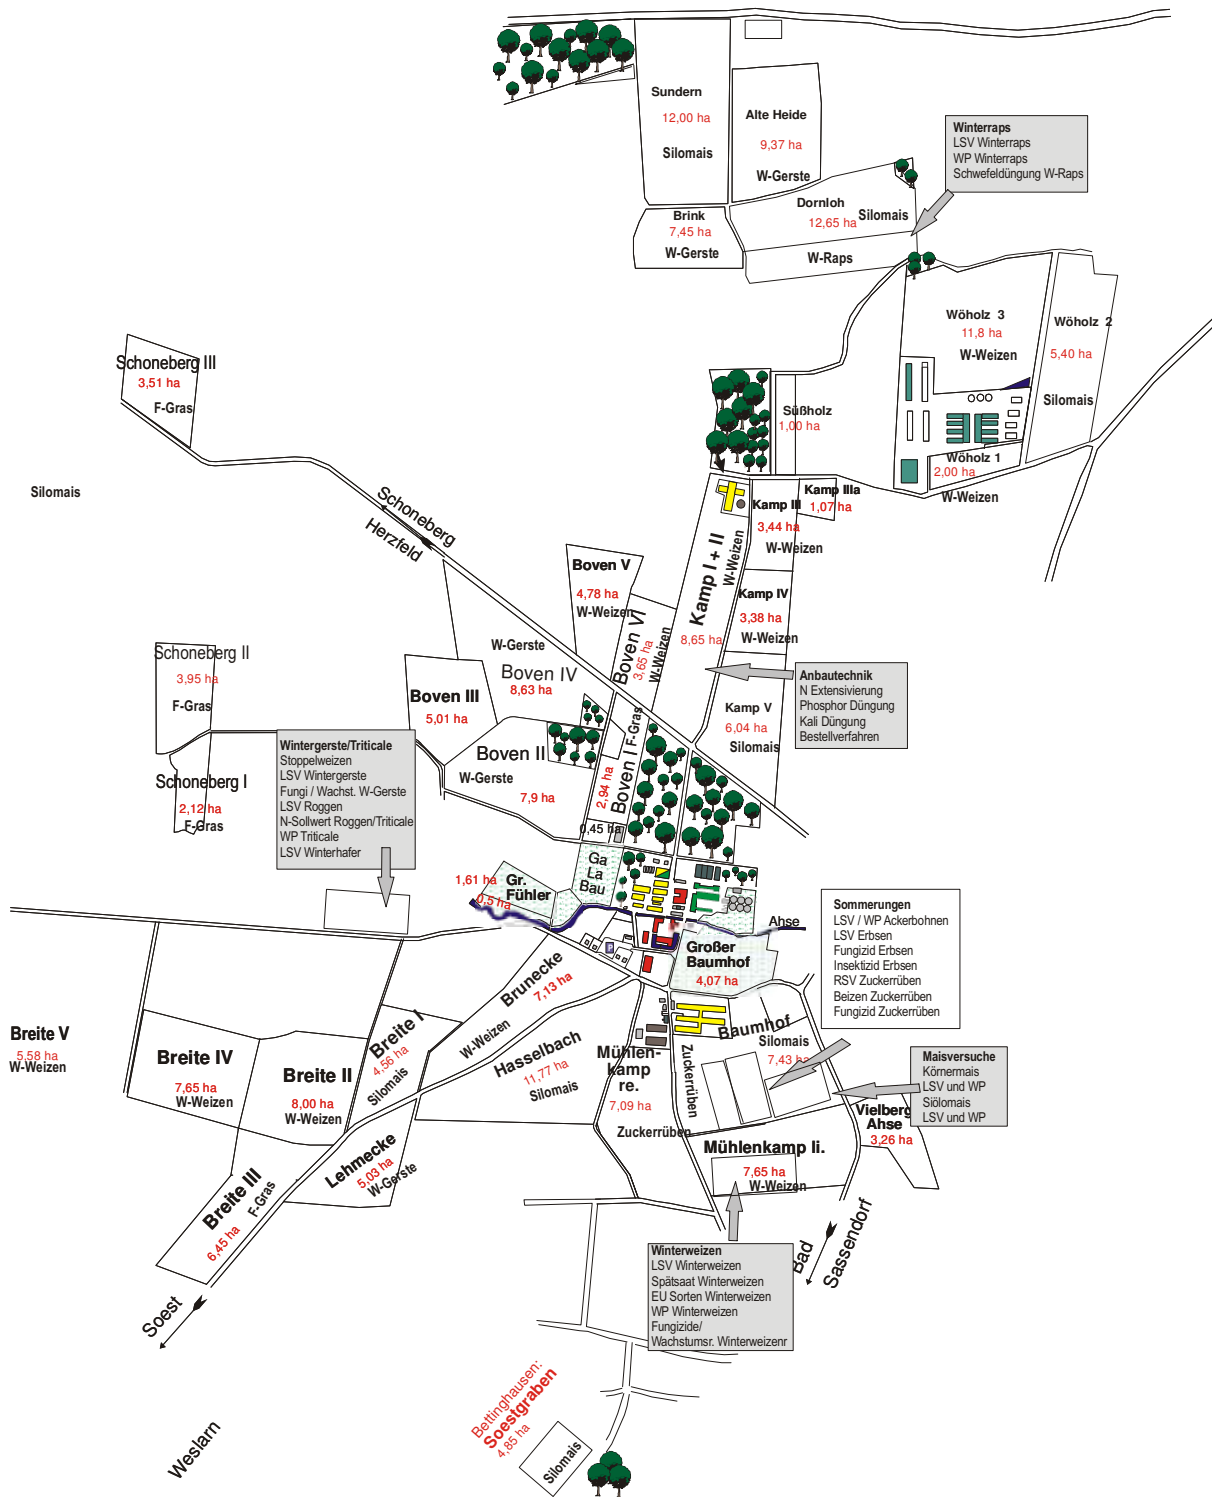 Sundern
12,00 ha
Silomais
Alte Heide
9,37 ha
W-Gerste
Winterraps
LSV Winterraps
WP Winterraps
Schwefeldüngung W-Raps
Brink
7,45 ha
W-Gerste
Dornloh
12,65 ha
Silomais
W-Raps
Wöholz 3
11,8 ha
W-Weizen
Wöholz 2
5,40 ha
Silomais
Schoneberg III
3,51 ha
F-Gras
Süßholz
1,00 ha
Wöholz 1
2,00 ha
W-Weizen
Silomais
Schoneberg
Herzfeld
Kamp III
3,44 ha
W-Weizen
Kamp IIIa
1,07 ha
Kamp I + II
W-Weizen
8,65 ha
Boven V
4,78 ha
W-Weizen
Kamp IV
3,38 ha
W-Weizen
Boven VI
3,65 ha
W-Weizen
Schoneberg II
3,95 ha
F-Gras
W-Gerste
Boven IV
8,63 ha
Boven III
5,01 ha
Anbautechnik
N Extensivierung
Phosphor Düngung
Kali Düngung
Bestellverfahren
Kamp V
6,04 ha
Silomais
Boven II
W-Gerste
7,9 ha
Boven I
F-Gras
2,94 ha
Schoneberg I
2,12 ha
F-Gras
Wintergerste/Triticale
Stoppelweizen
LSV Wintergerste
Fungi / Wachst. W-Gerste
LSV Roggen
N-Sollwert Roggen/Triticale
WP Triticale
LSV Winterhafer
0,45 ha
Ga
La
Bau
1,61 ha
0,5 ha
Gr.
Fühler
Ahse
P
Großer
Baumhof
4,07 ha
Sommerungen
LSV / WP Ackerbohnen
LSV Erbsen
Fungizid Erbsen
Insektizid Erbsen
RSV Zuckerrüben
Beizen Zuckerrüben
Fungizid Zuckerrüben
Brunecke
7,13 ha
W-Weizen
Breite V
5,58 ha
W-Weizen
Breite IV
7,65 ha
W-Weizen
Breite II
8,00 ha
W-Weizen
Breite I
4,56 ha
Silomais
Hasselbach
11,77 ha
Silomais
Mühlen-
kamp
re.
7,09 ha
Zuckerrüben
Zuckerrüben
Baumhof
Silomais
7,43 ha
Maisversuche
Körnermais
LSV und WP
Siölomais
LSV und WP
Vielberg
Ahse
3,26 ha
Mühlenkamp li.
7,65 ha
W-Weizen
Lehmecke
5,03 ha
W-Gerste
Breite III
F-Gras
6,45 ha
Winterweizen
LSV Winterweizen
Spätsaat Winterweizen
EU Sorten Winterweizen
WP Winterweizen
Fungizide/
Wachstumsr. Winterweizenr
Bad
Sassendorf
Soest
Bettinghausen:
Soestgraben
4,85 ha
Silomais
Weslarn